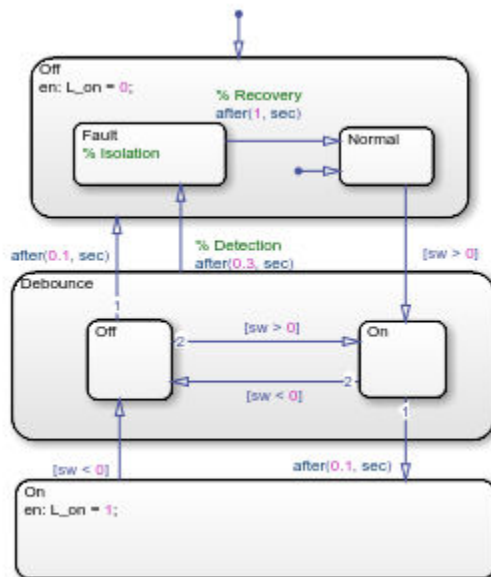 Off
en: L_on = 0;
% Recovery
after(1, sec)
Fault
% Isolation
Normal
after(0.1, sec)
% Detection
after(0.3, sec)
[sw > 0]
Debounce
1
Off
[sw > 0]
On
2
2
[sw < 0]
1
[sw < 0]
after(0.1, sec)
On
en: L_on = 1;